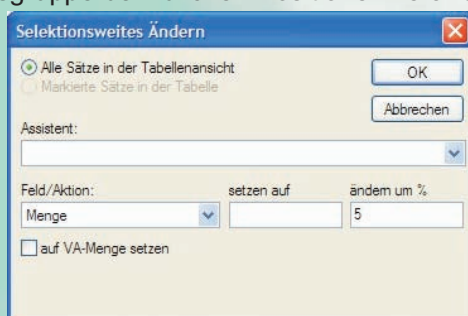 Selektionsweites Ändern
Alle Sätze in der Tabellenansicht
Markierte Sätze in der Tabelle
OK
Abbrechen
Assistent:
Feld/Aktion:
setzen auf
ändern um %
Menge
5
auf VA-Menge setzen